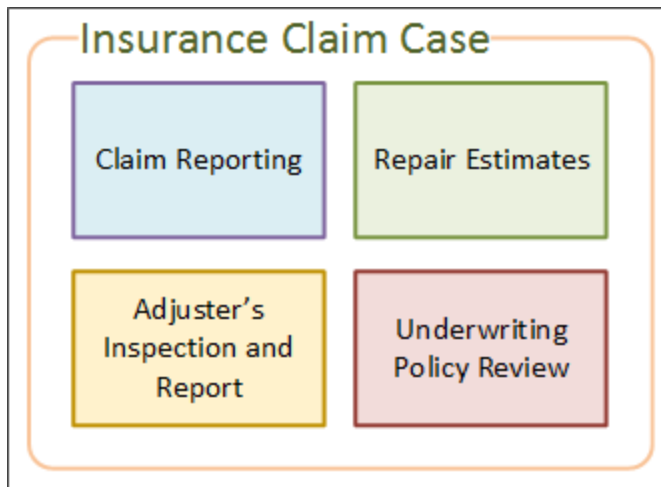 Insurance Claim Case
Claim Reporting
Repair Estimates
Adjuster’s
Inspection and
Report
Underwriting
Policy Review